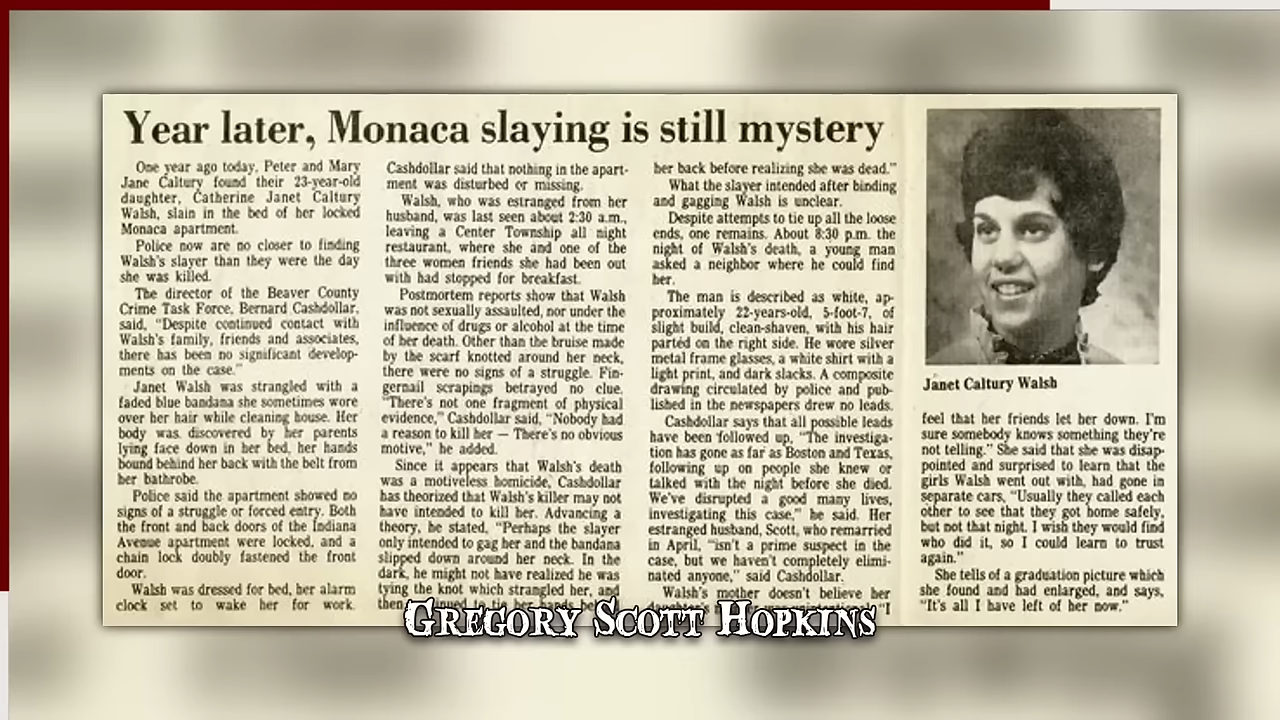 Year later, Monaca slaying is still mystery
One year ago today, Peter and Mary
Jane Caltury found their 23-year-old
daughter, Catherine Janet Caltury
Walsh, slain in the bed of her locked
Monaca apartment.
Police now are no closer to finding
Walsh's slayer than they were the day
she was killed.
The director of the Beaver County
Crime Task Force, Bernard Cashdollar,
said, “Despite continued contact with
Walsh's family, friends and associates,
there has been no significant develop-
ments on the case.”
Janet Walsh was strangled with a
faded blue bandana she sometimes wore
over her hair while cleaning house. Her
body was discovered by her parents
lying face down in her bed, her hands
bound behind her back with the belt from
her bathrobe.
Police said the apartment showed no
signs of a struggle or forced entry. Both
the front and back doors of the Indiana
Avenue apartment were locked, and a
chain lock doubly fastened the front
door.
Walsh was dressed for bed, her alarm
clock set to wake her for work.
Cashdollar said that nothing in the apart-
ment was disturbed or missing.
Walsh, who was estranged from her
husband, was last seen about 2:30 a.m.,
leaving a Center Township all night
restaurant, where she and one of the
three women friends she had been out
with had stopped for breakfast.
Postmortem reports show that Walsh
was not sexually assaulted, nor under the
influence of drugs or alcohol at the time
of her death. Other than the bruise made
by the scarf knotted around her neck,
there were no signs of a struggle. Fin-
gernail scrapings betrayed no clue.
“There's not one fragment of physical
evidence,” Cashdollar said, “Nobody had
a reason to kill her — There's no obvious
motive,” he added.
Since it appears that Walsh's death
was a motiveless homicide, Cashdollar
has theorized that Walsh's killer may not
have intended to kill her. Advancing a
theory, he stated, “Perhaps the slayer
only intended to gag her and the bandana
slipped down around her neck. In the
dark, he might not have realized he was
tying the knot which strangled her, and
then to tie her hands
her back before realizing she was dead.”
What the slayer intended after binding
and gagging Walsh is unclear.
Despite attempts to tie up all the loose
ends, one remains. About 8:30 p.m. the
night of Walsh's death, a young man
asked a neighbor where he could find
her.
The man is described as white, ap-
proximately 22-years-old, 5-foot-7, of
slight build, clean-shaven, with his hair
parted on the right side. He wore silver
metal frame glasses, a white shirt with a
light print, and dark slacks. A composite
drawing circulated by police and pub-
lished in the newspapers drew no leads.
Cashdollar says that all possible leads
have been followed up, “The investiga-
tion has gone as far as Boston and Texas,
following up on people she knew or
talked with the night before she died.
We've disrupted a good many lives,
investigating this case,” he said. Her
estranged husband, Scott, who remarried
in April, “isn't a prime suspect in the
case, but we haven't completely elimi-
nated anyone,” said Cashdollar.
Walsh's mother doesn't believe her
“I
Janet Caltury Walsh
feel that her friends let her down. I'm
sure somebody knows something they're
not telling.” She said that she was disap-
pointed and surprised to learn that the
girls Walsh went out with, had gone in
separate cars, “Usually they called each
other to see that they got home safely,
but not that night. I wish they would find
who did it, so I could learn to trust
again.”
She tells of a graduation picture which
she found and had enlarged, and says,
“It's all I have left of her now.”
Gregory Scott Hopkins